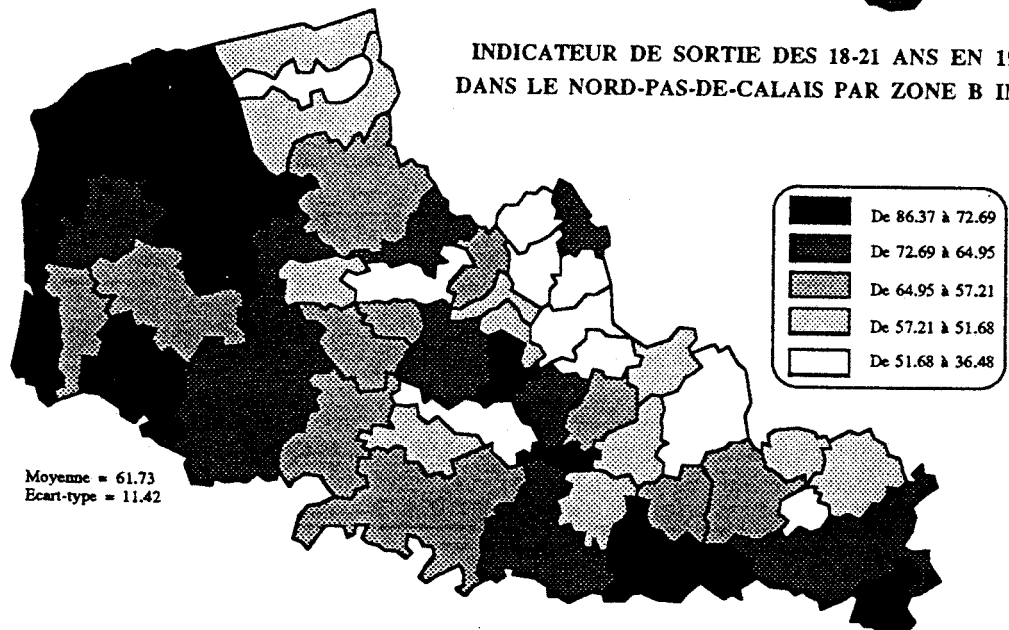 INDICATEUR DE SORTIE DES 18-21 ANS EN
DANS LE NORD-PAS-DE-CALAIS PAR ZONE B
De 86.37 à 72.69
De 72.69 à 64.95
De 64.95 à 57.21
De 57.21 à 51.68
De 51.68 à 36.48
Moyenne = 61.73
Ecart-type = 11.42